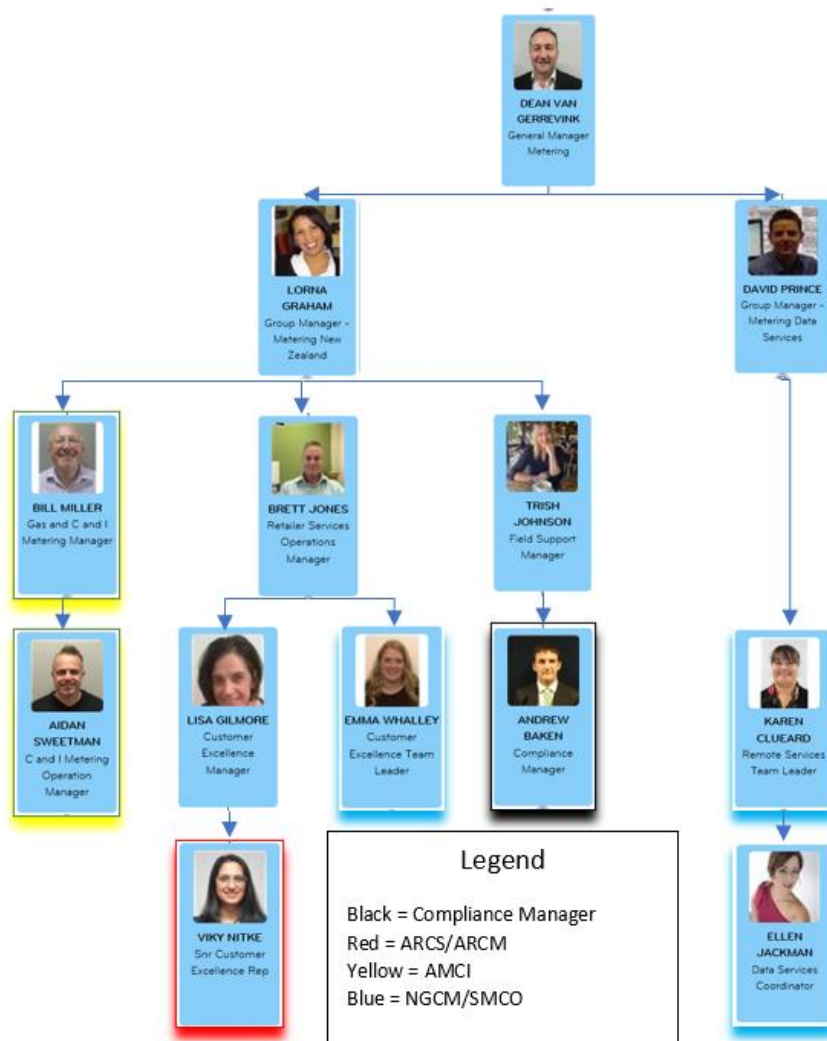 DEAN VAN
GERREVINK
General Manager
Metering
LORNA
GRAHAM
Group Manager -
Metering New
Zealand
DAVID PRINCE
Group Manager -
Metering Data
Services
BILL MILLER
Gas and C and I
Metering Manager
BRETT JONES
Retailer Services
Operations
Manager
TRISH
JOHNSON
Field Support
Manager
AIDAN
SWEETMAN
C and I Metering
Operation
Manager
LISA GILMORE
Customer
Excellence
Manager
EMMA WHALLEY
Customer
Excellence Team
Leader
ANDREW
BAKEN
Compliance
Manager
KAREN
CLUEARD
Remote Services
Team Leader
VIKY NITKE
Snr Customer
Excellence Rep
ELLEN
JACKMAN
Data Services
Coordinator
Legend
Black = Compliance Manager
Red = ARCS/ARCM
Yellow = AMCI
Blue = NGCM/SMCO